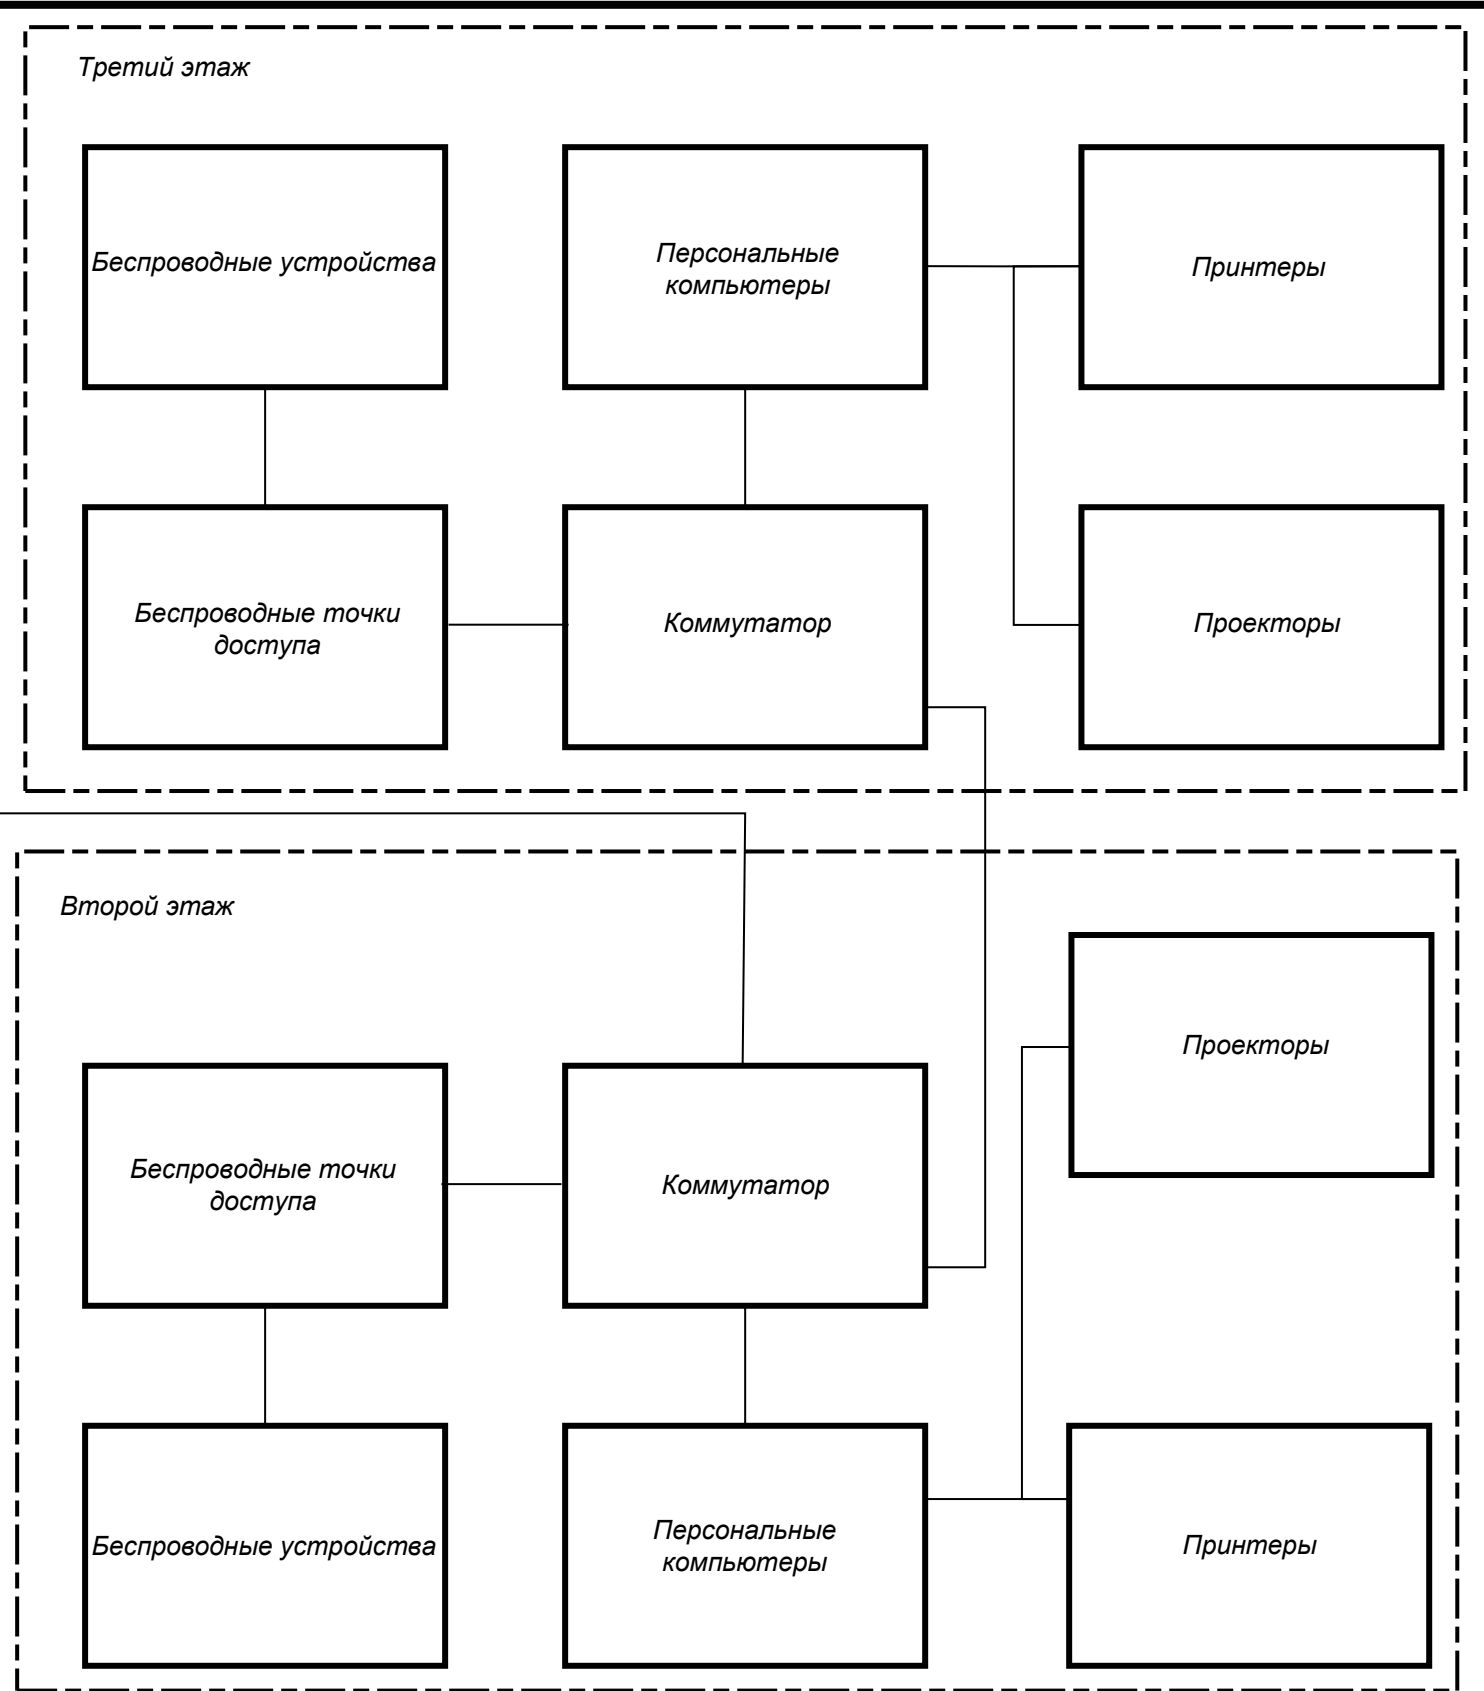 Третий этаж
Беспроводные устройства
Персональные
компьютеры
Принтеры
Беспроводные точки
доступа
Коммутатор
Проекторы
Второй этаж
Проекторы
Беспроводные точки
доступа
Коммутатор
Беспроводные устройства
Персональные
компьютеры
Принтеры